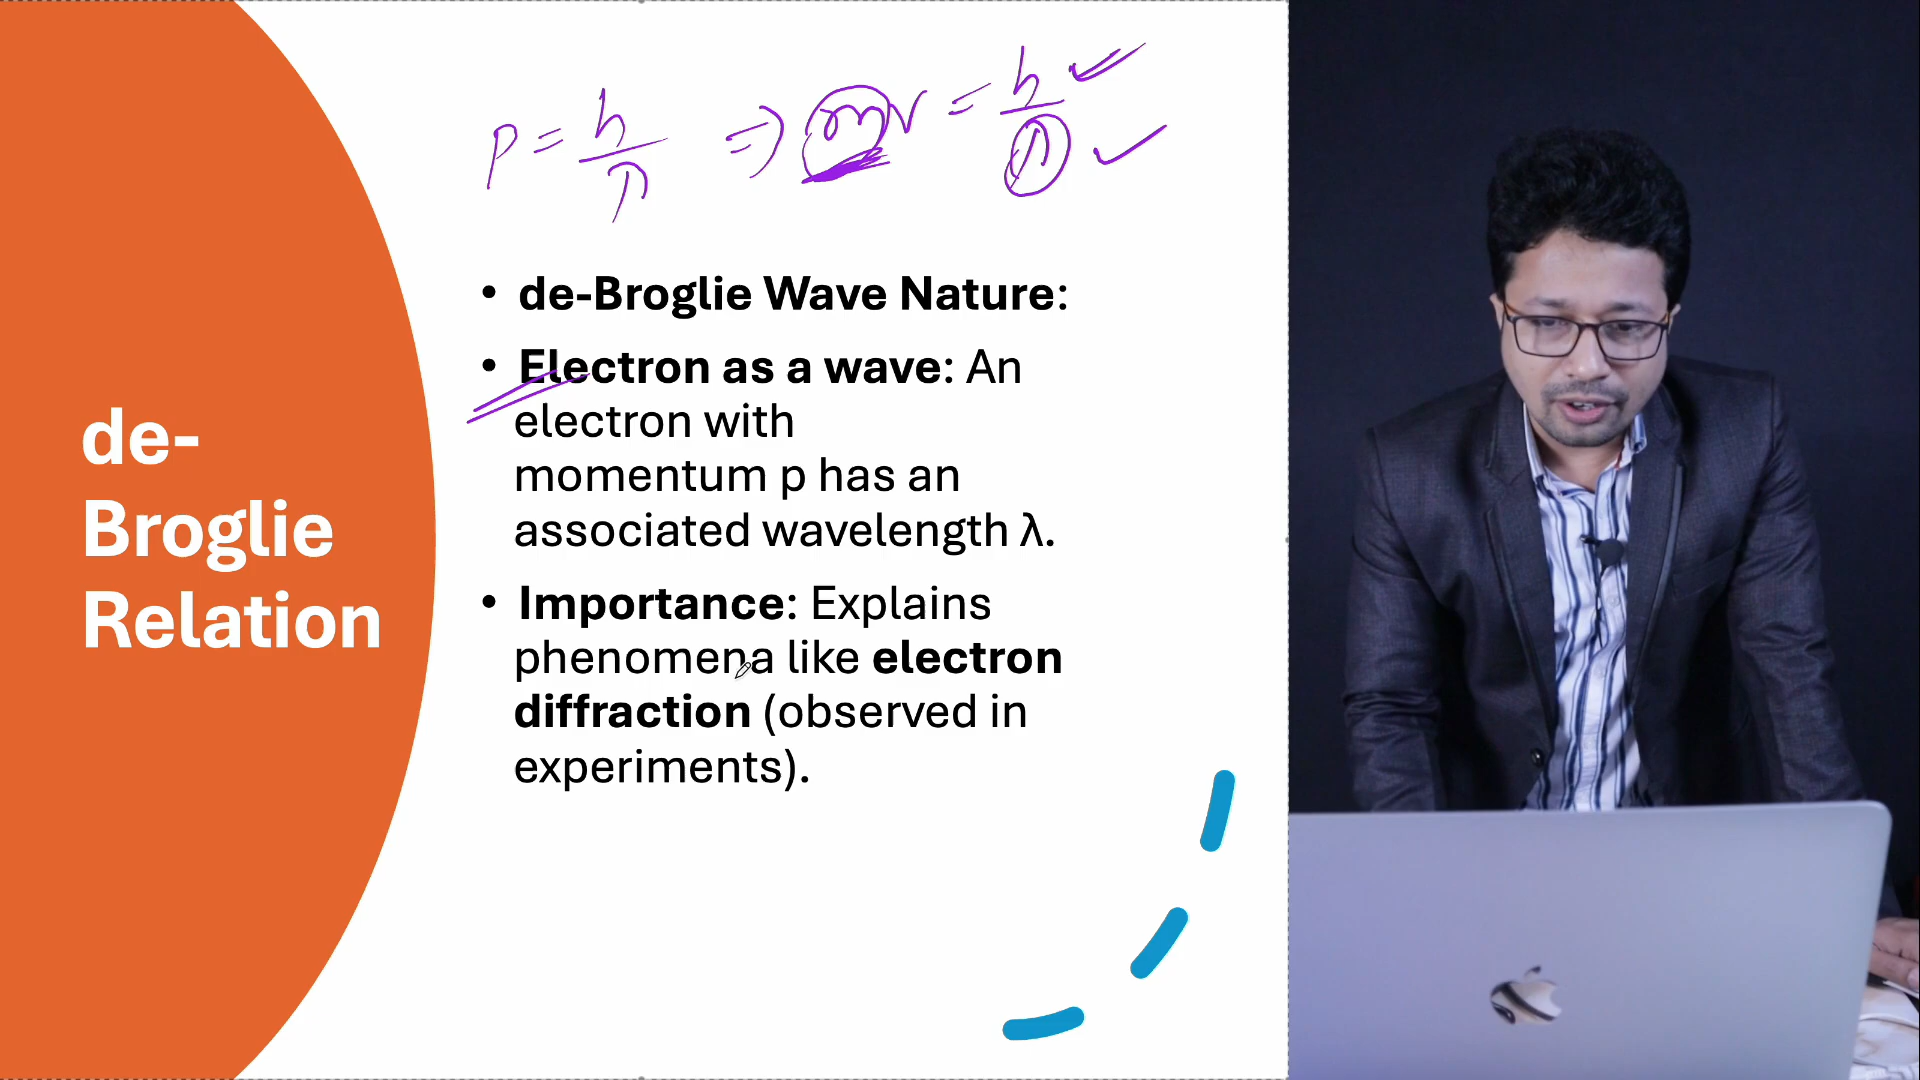 P = h/λ => mv = h/λ
de-
Broglie
Relation
• de-Broglie Wave Nature:
• Electron as a wave: An
electron with
momentum p has an
associated wavelength λ.
• Importance: Explains
phenomena like electron
diffraction (observed in
experiments).